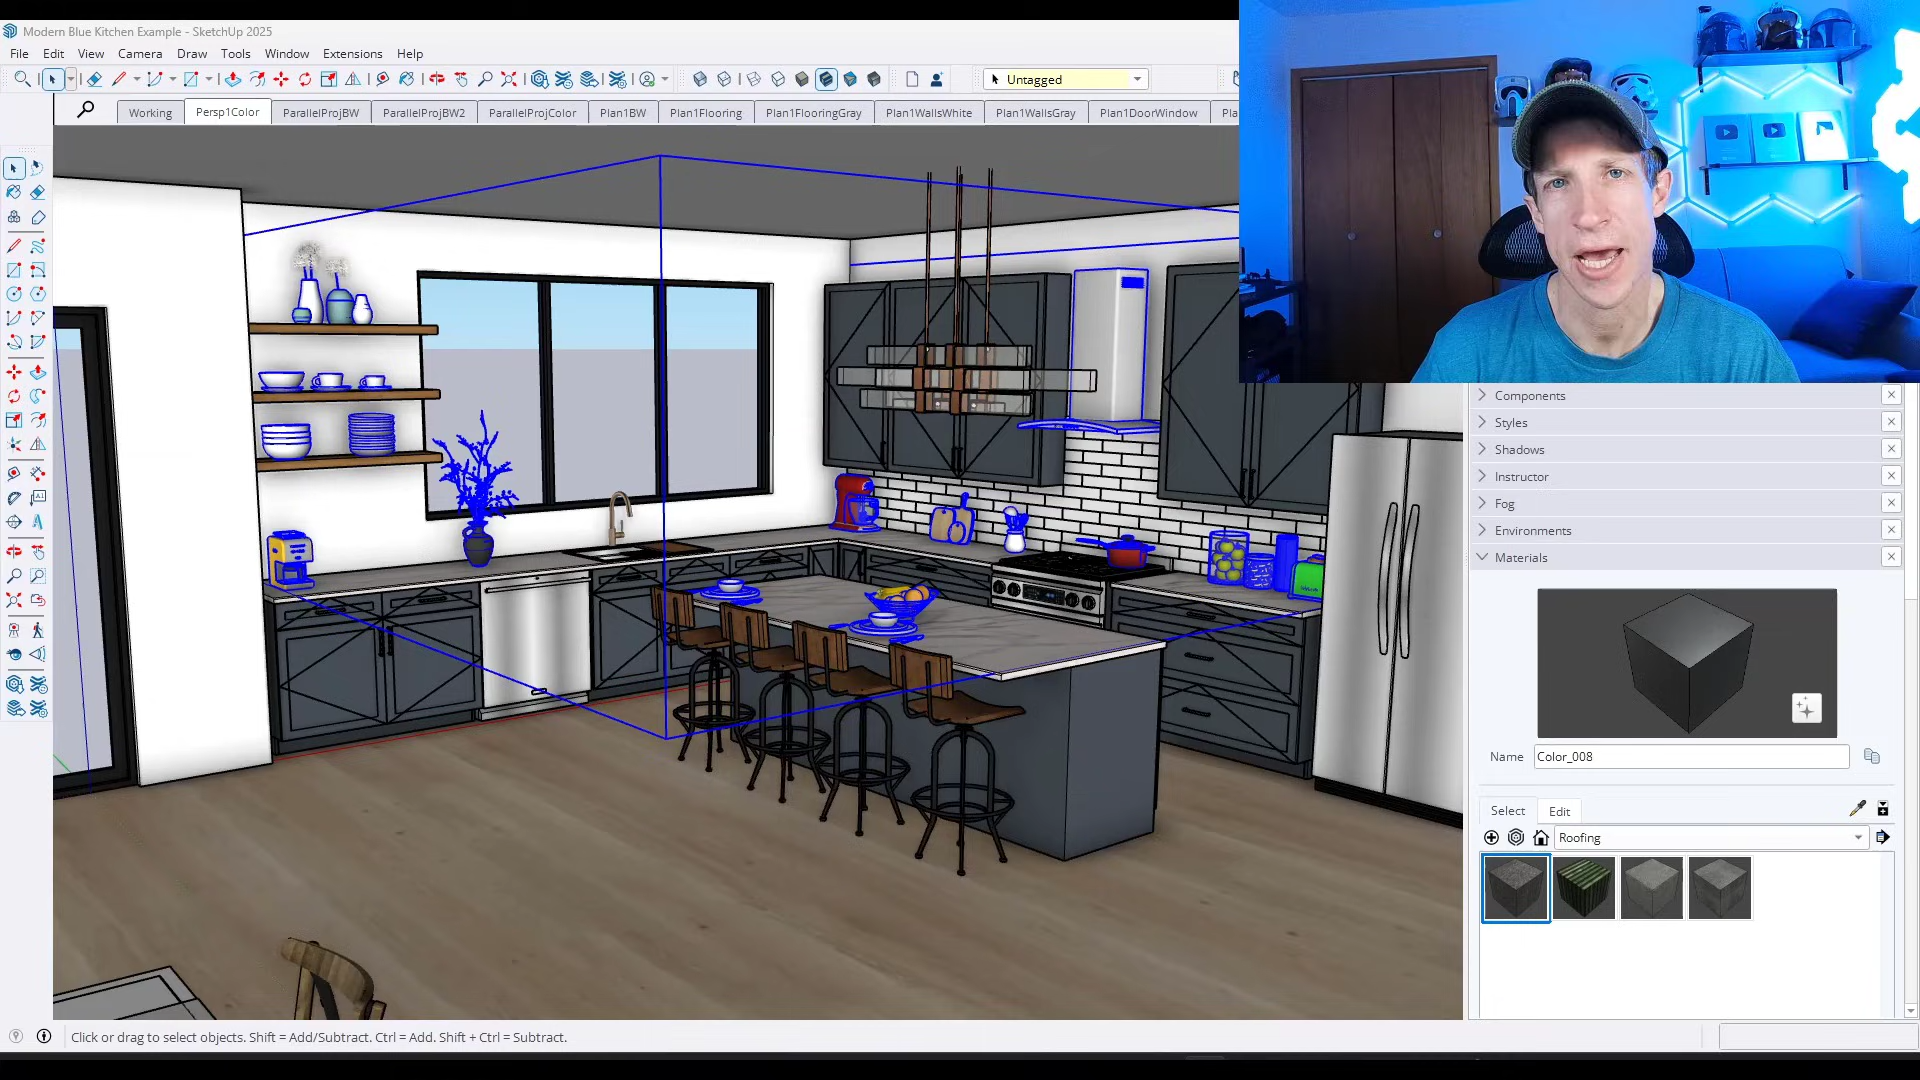 Modern Blue Kitchen Example - SketchUp 2025
File Edit View Camera Draw Tools Window Extensions Help
Untagged
Working Persp1Color ParallelProjBW ParallelProjBW2 ParallelProjColor Plan1BW Plan1Flooring Plan1FlooringGray Plan1WallsWhite Plan1WallsGray Plan1DoorWindow
Components
Styles
Shadows
Instructor
Fog
Environments
Materials
Name Color_008
Select Edit
Roofing
Click or drag to select objects. Shift = Add/Subtract. Ctrl = Add. Shift + Ctrl = Subtract.